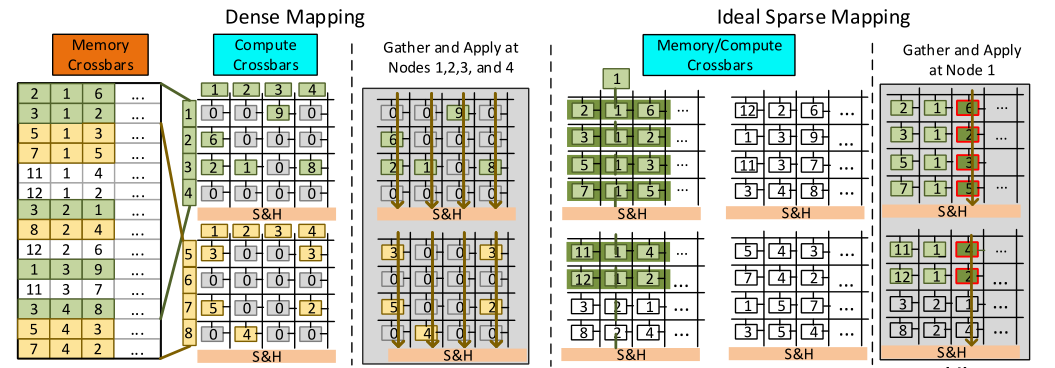 Dense Mapping
Ideal Sparse Mapping
Memory
Crossbars
Compute
Crossbars
Gather and Apply at
Nodes 1,2,3, and 4
Memory/Compute
Crossbars
Gather and Apply
at Node 1
2 1 6 ...
3 1 2 ...
5 1 3 ...
7 1 5 ...
11 1 4 ...
12 1 2 ...
3 2 1 ...
8 2 4 ...
12 2 6 ...
1 3 9 ...
11 3 7 ...
3 4 8 ...
5 4 3 ...
7 4 2 ...
1 2 3 4
1 0 0 9 0
2 6 0 0 0
3 2 1 0 8
4 0 0 0 0
S&H
1 2 3 4
5 3 0 0 3
6 0 0 0 0
7 5 0 0 2
8 0 4 0 0
S&H
0 0 9 0
6 0 0 0
2 1 0 8
0 0 0 0
S&H
3 0 0 3
0 0 0 0
5 0 0 2
0 4 0 0
S&H
1
2 1 6 ...
3 1 2 ...
5 1 3 ...
7 1 5 ...
S&H
11 1 4 ...
12 1 2 ...
3 2 1 ...
8 2 4 ...
S&H
12 2 6 ...
1 3 9 ...
11 3 7 ...
3 4 8 ...
S&H
5 4 3 ...
7 4 2 ...
1 5 7 ...
3 5 4 ...
S&H
2 1 6 ...
3 1 2
5 1 3
7 1 5 ...
S&H
11 1 4 ...
12 1 2
3 2 1
8 2 4 ...
S&H